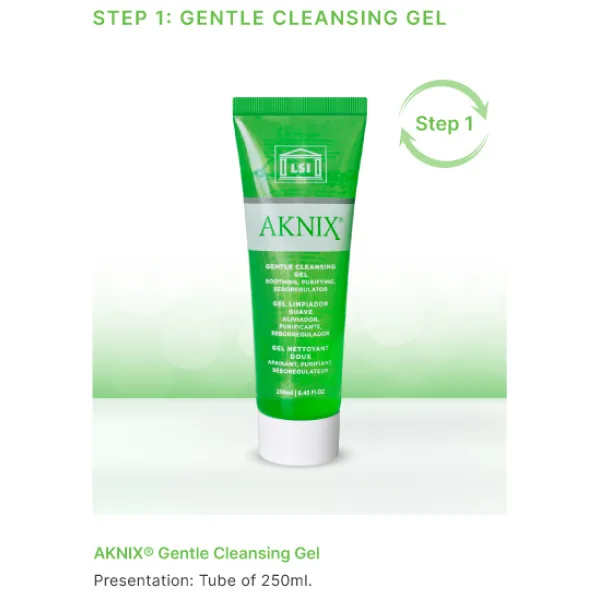 STEP 1: GENTLE CLEANSING GEL
Step 1
LSI
AKNIX®
GENTLE CLEANSING
GEL
SOOTHING, PURIFYING,
SEBOREGULATOR
GEL LIMPIADOR
SUAVE
ALIVIADOR,
PURIFICANTE,
SEBOREGULADOR
GEL NETTOYANT
DOUX
APAISANT, PURIFIANT,
SÉBORÉGULATEUR
250ml | 8.45 FL.OZ
AKNIX® Gentle Cleansing Gel
Presentation: Tube of 250ml.